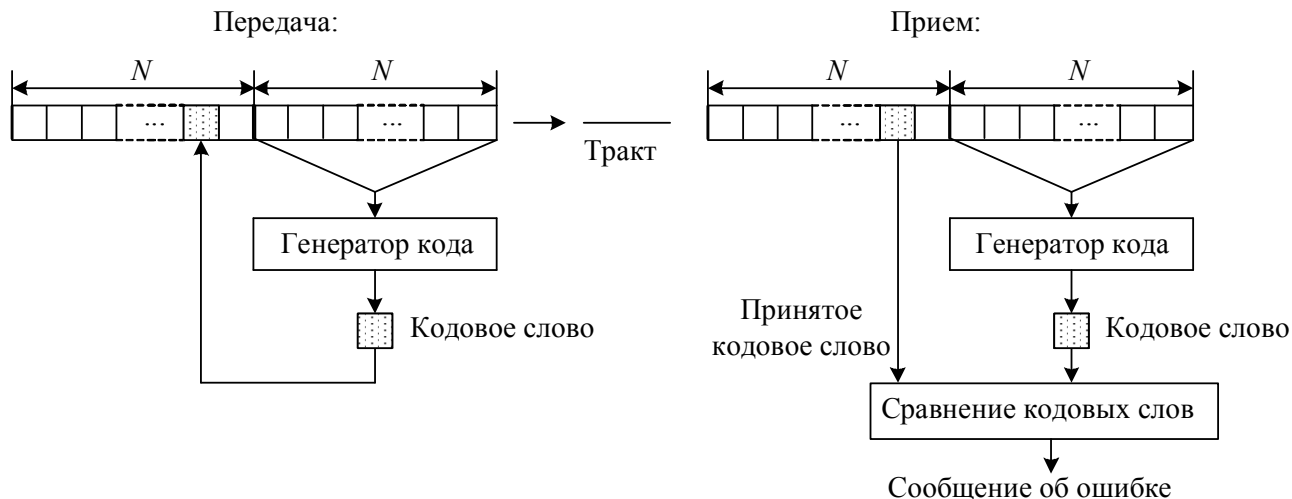 Передача:
Прием:
N N
N N
... ...
... ...
Тракт
Генератор кода
Генератор кода
Кодовое слово
Принятое
кодовое слово
Кодовое слово
Сравнение кодовых слов
Сообщение об ошибке